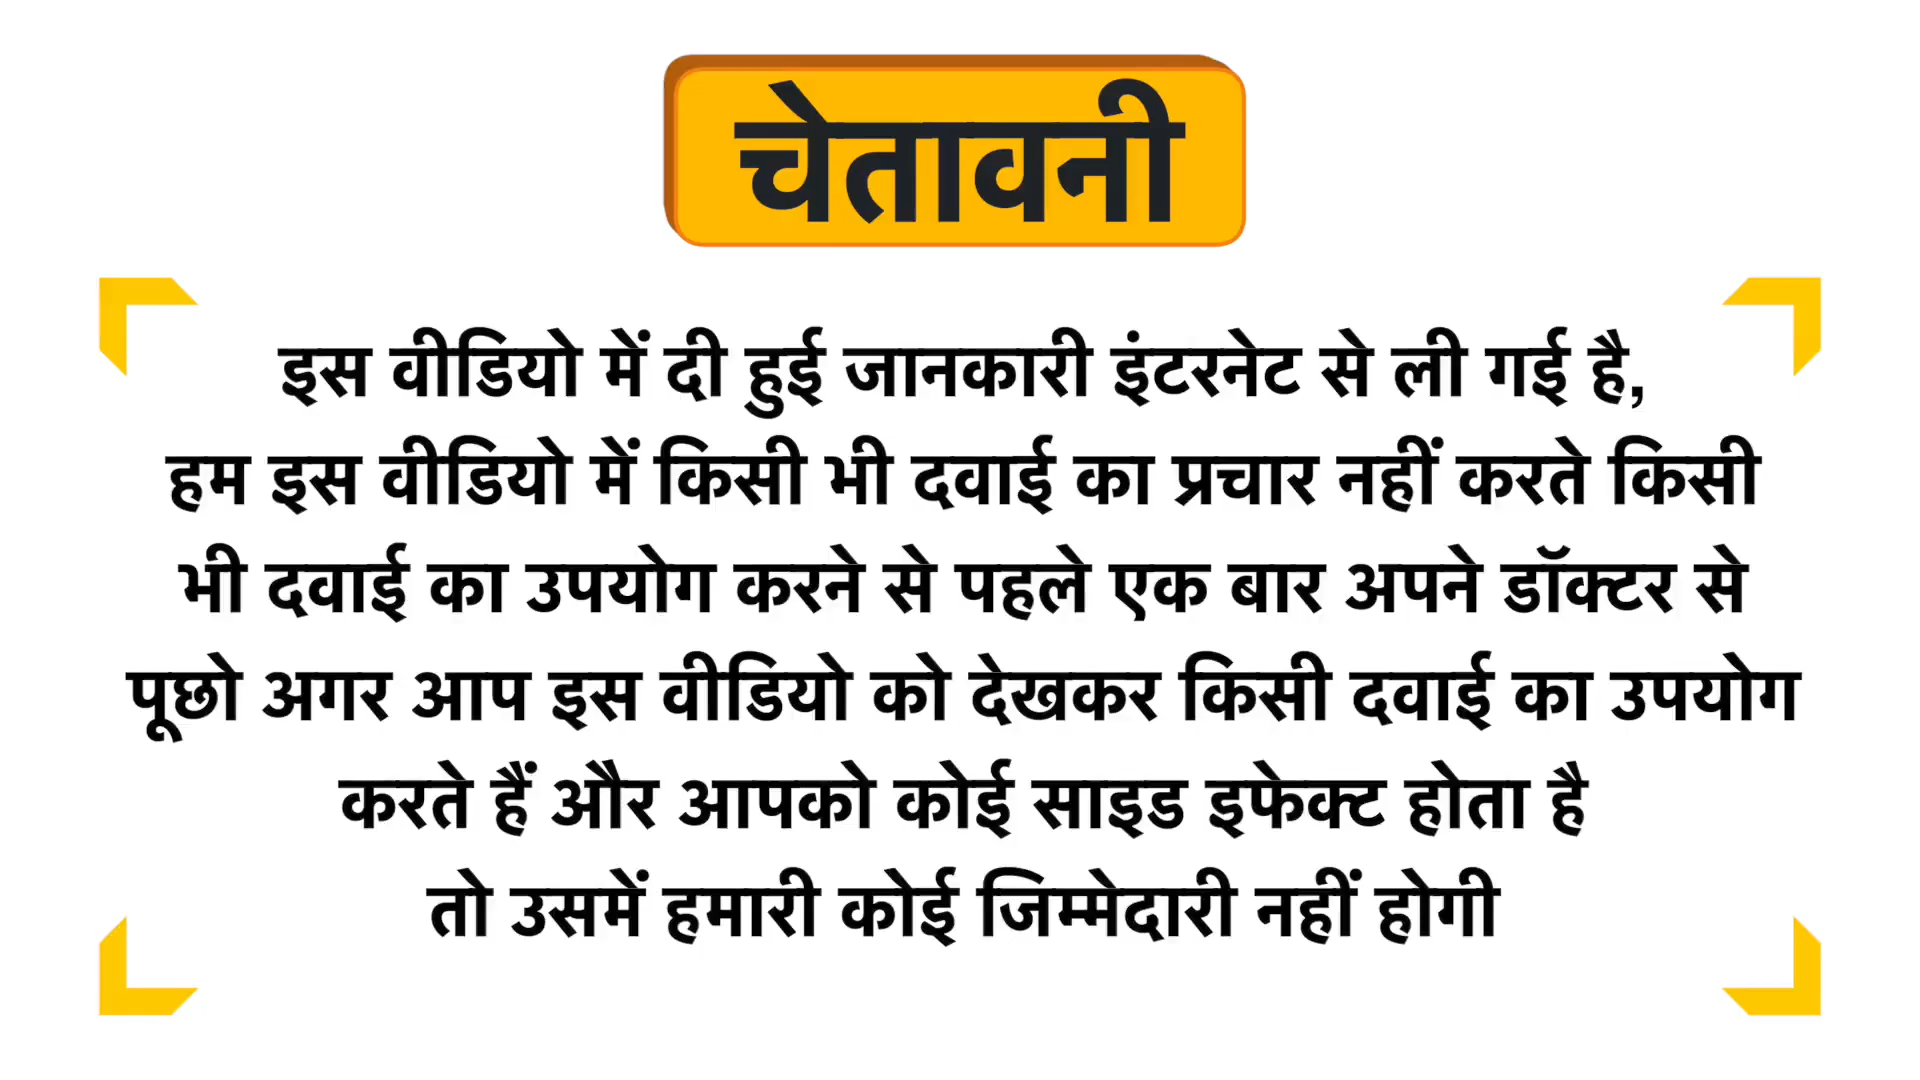 चेतावनी
इस वीडियो में दी हुई जानकारी इंटरनेट से ली गई है,
हम इस वीडियो में किसी भी दवाई का प्रचार नहीं करते किसी
भी दवाई का उपयोग करने से पहले एक बार अपने डॉक्टर से
पूछो अगर आप इस वीडियो को देखकर किसी दवाई का उपयोग
करते हैं और आपको कोई साइड इफेक्ट होता है
तो उसमें हमारी कोई जिम्मेदारी नहीं होगी